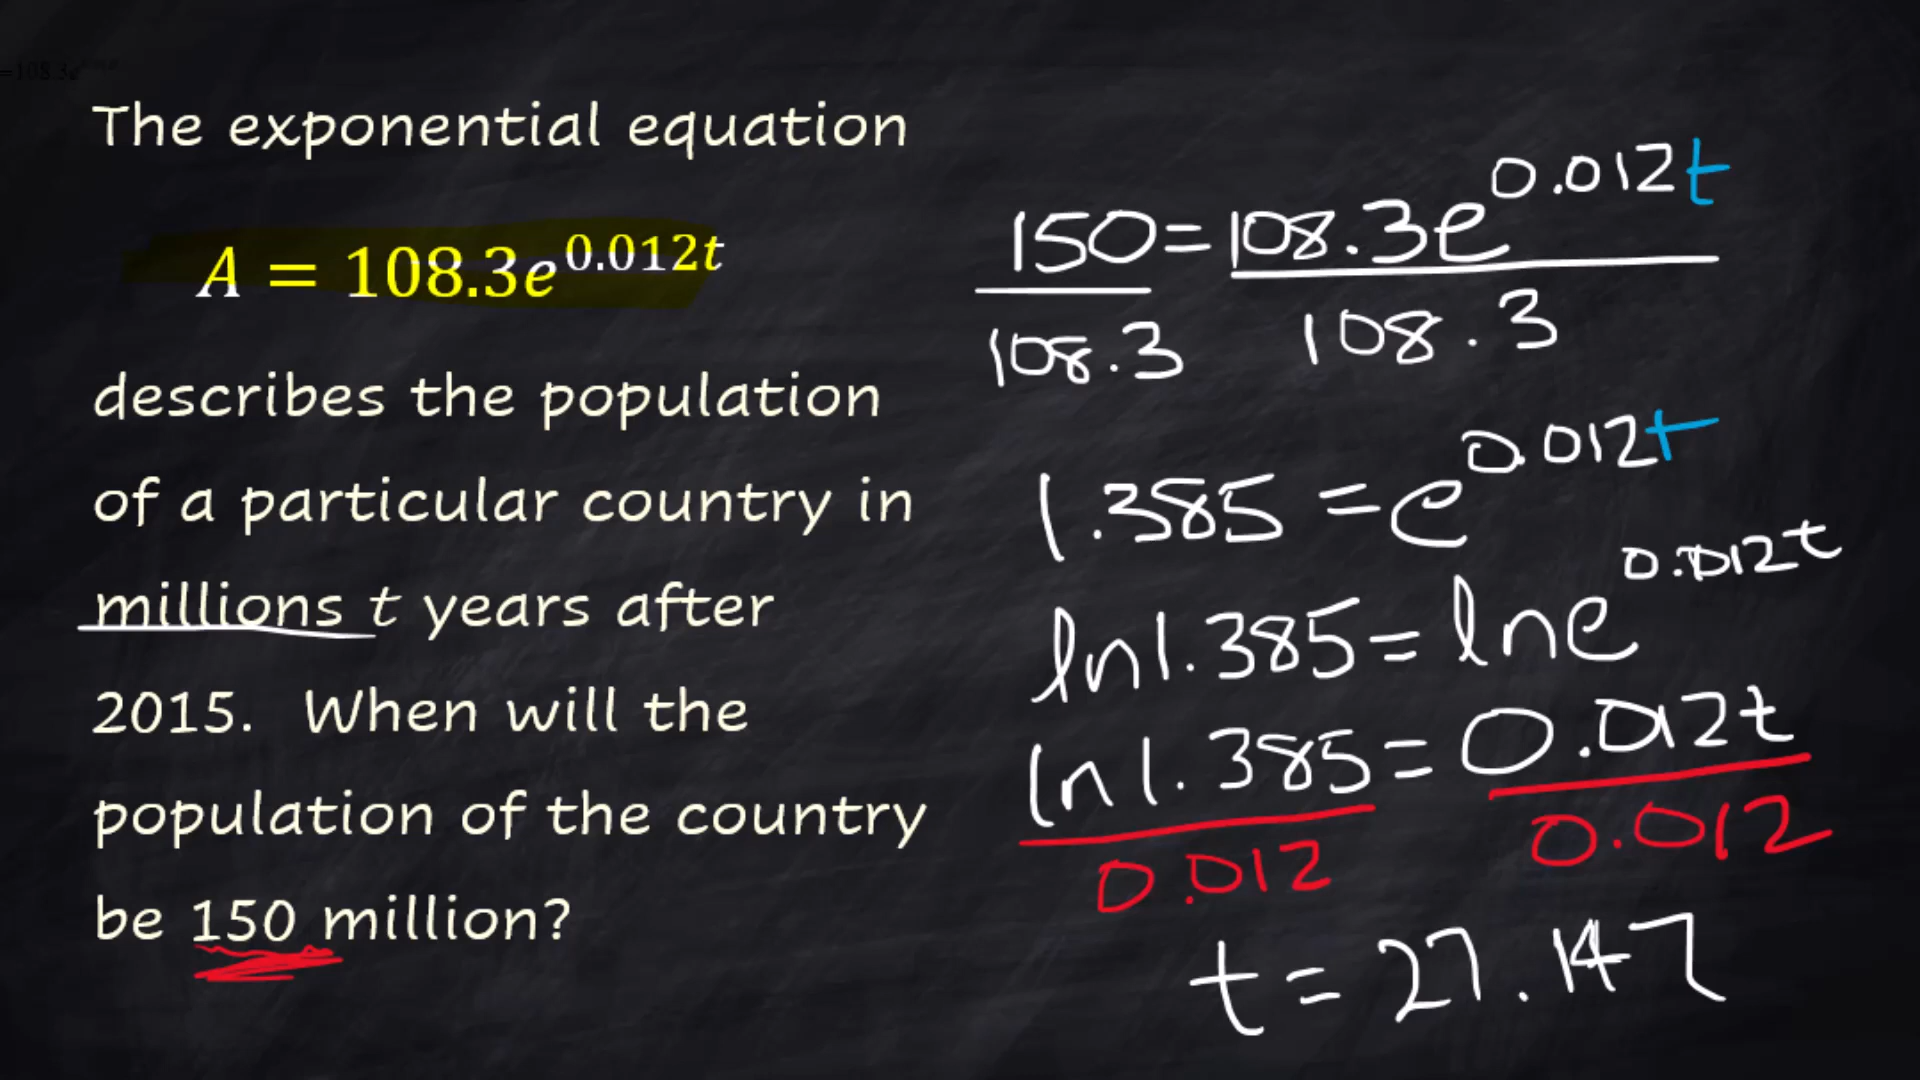 =108.3e
The exponential equation
A = 108.3e^0.012t
describes the population
of a particular country in
millions t years after
2015. When will the
population of the country
be 150 million?
150 = 108.3e^0.012t
108.3 108.3
1.385 = e^0.012t
ln1.385 = lne^0.012t
ln1.385 = 0.012t
0.012 0.012
t = 27.147